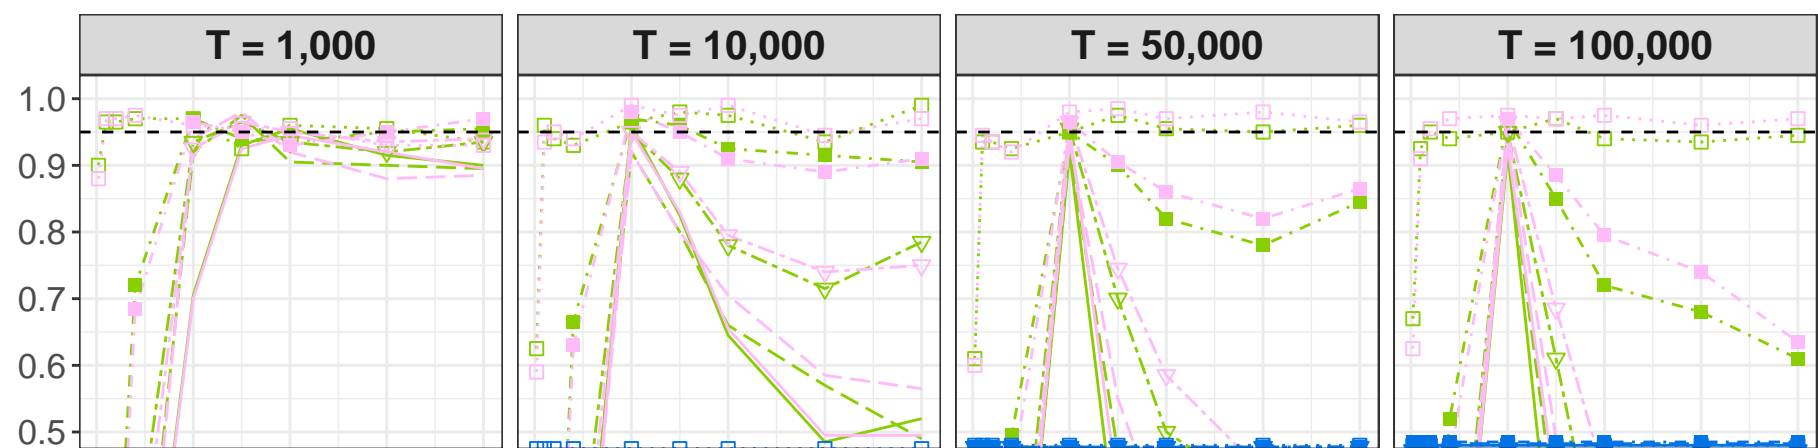 T = 1,000
T = 10,000
T = 50,000
T = 100,000
1.0
0.9
0.8
0.7
0.6
0.5